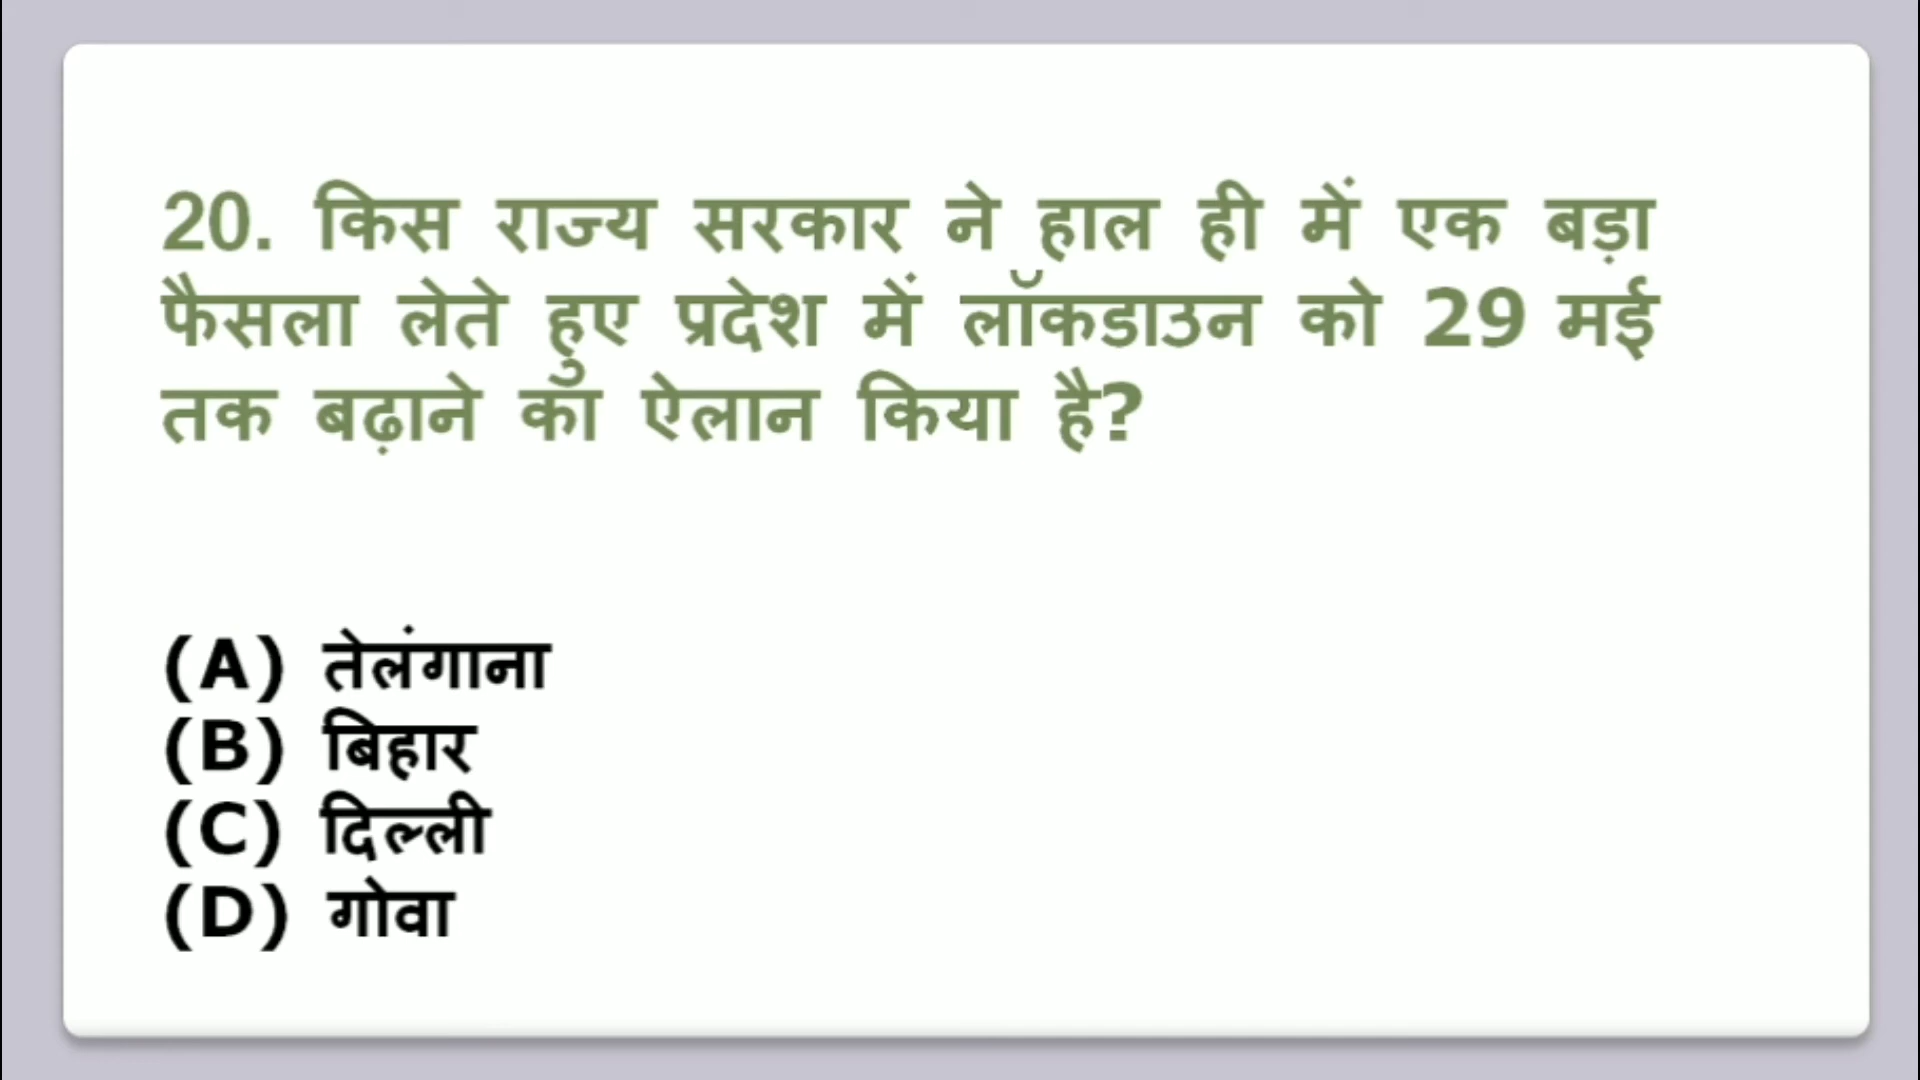 20. किस राज्य सरकार ने हाल ही में एक बड़ा
फैसला लेते हुए प्रदेश में लॉकडाउन को 29 मई
तक बढ़ाने का ऐलान किया है?
(A) तेलंगाना
(B) बिहार
(C) दिल्ली
(D) गोवा